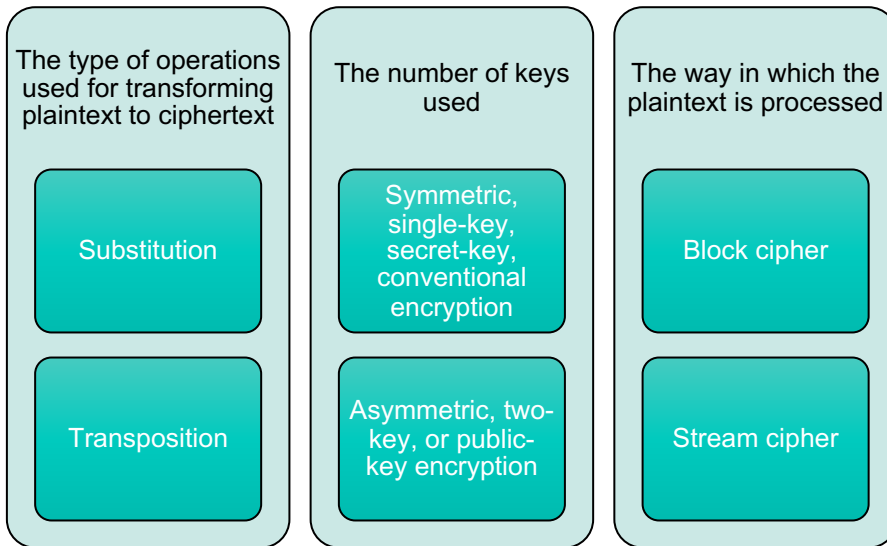 The type of operations
used for transforming
plaintext to ciphertext
Substitution
Transposition
The number of keys
used
Symmetric,
single-key,
secret-key,
conventional
encryption
Asymmetric, two-
key, or public-
key encryption
The way in which the
plaintext is processed
Block cipher
Stream cipher